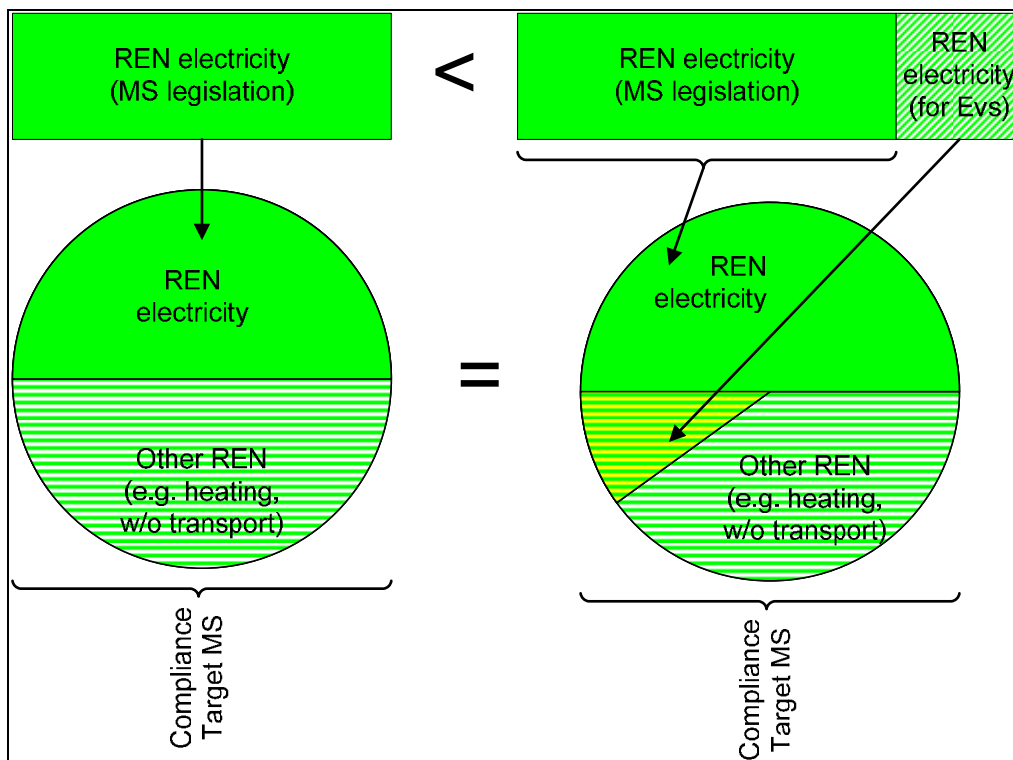 REN electricity
(MS legislation)
<
REN electricity
(MS legislation)
REN
electricity
(for Evs)
REN
electricity
=
REN
electricity
Other REN
(e.g. heating,
w/o transport)
Other REN
(e.g. heating,
w/o transport)
Compliance
Target MS
Compliance
Target MS